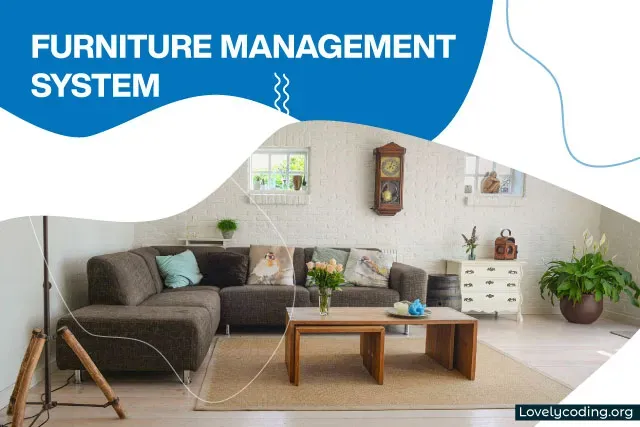 FURNITURE MANAGEMENT
SYSTEM
Lovelycoding.org